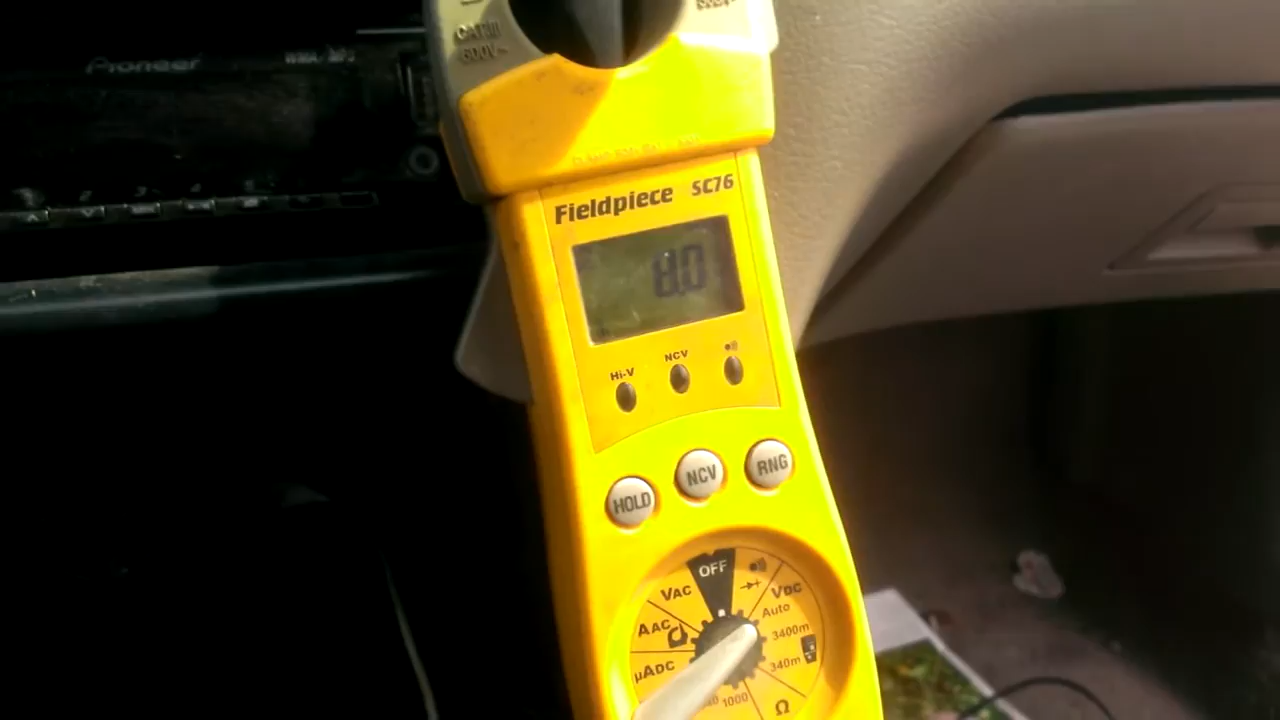 CAT III
600V~
Pioneer
Fieldpiece SC76
8.0
Hi-V
NCV
HOLD
NCV
RNG
OFF
VAC
VDC
Auto
AAC
3400m
µADC
340m
1000
Ω